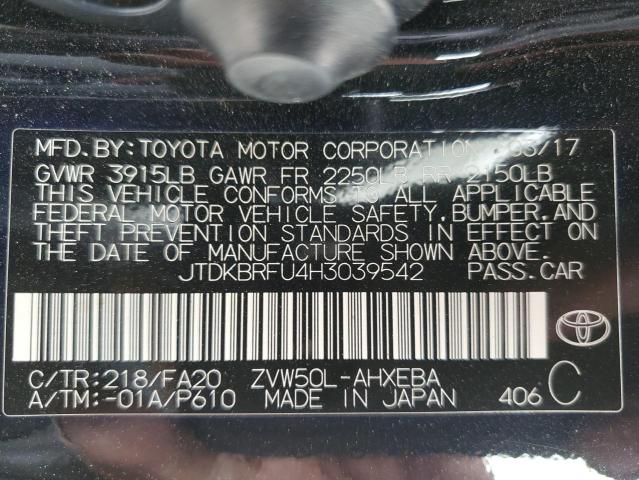 MFD.BY:TOYOTA MOTOR CORPORATION 03/17
GVWR 3915LB GAWR FR 2250LB RR 2150LB
THIS VEHICLE CONFORMS TO ALL APPLICABLE
FEDERAL MOTOR VEHICLE SAFETY,BUMPER,AND
THEFT PREVENTION STANDARDS IN EFFECT ON
THE DATE OF MANUFACTURE SHOWN ABOVE.
JTDKBRFU4H3039542 PASS.CAR
C/TR:218/FA20 ZVW50L-AHXEBA
A/TM:-01A/P610 MADE IN JAPAN 406 C